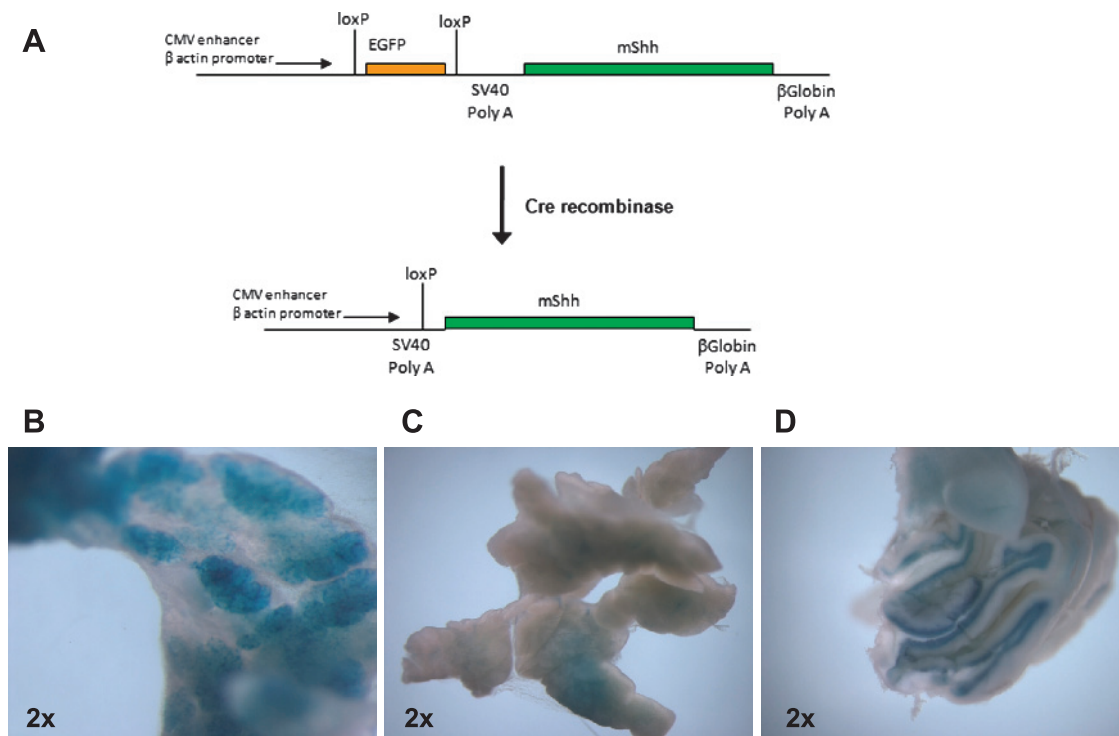 A
loxP
loxP
CMV enhancer
β actin promoter
EGFP
mShh
SV40
Poly A
βGlobin
Poly A
Cre recombinase
loxP
CMV enhancer
β actin promoter
mShh
SV40
Poly A
βGlobin
Poly A
B
C
D
2x
2x
2x